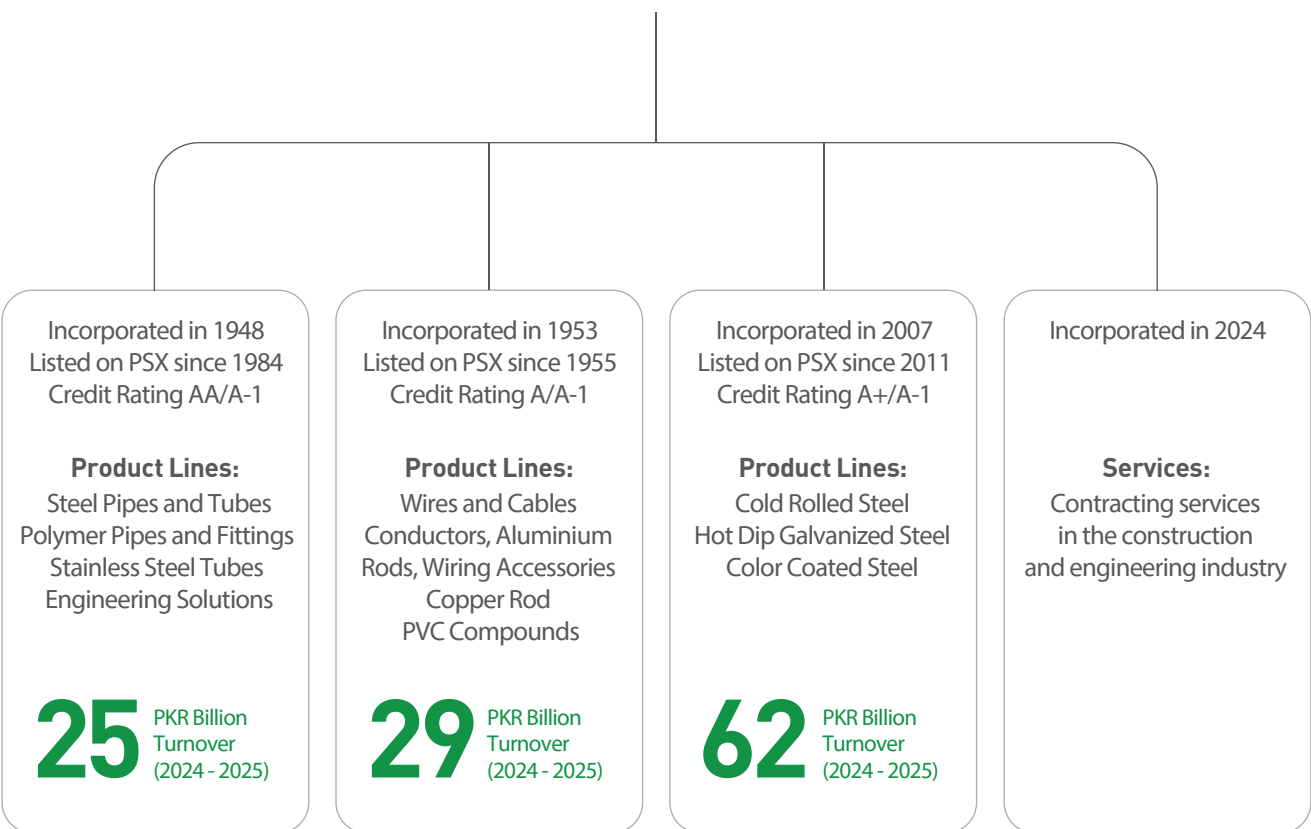 Incorporated in 1948
Listed on PSX since 1984
Credit Rating AA/A-1
Product Lines:
Steel Pipes and Tubes
Polymer Pipes and Fittings
Stainless Steel Tubes
Engineering Solutions
25
PKR Billion
Turnover
(2024 - 2025)
Incorporated in 1953
Listed on PSX since 1955
Credit Rating A/A-1
Product Lines:
Wires and Cables
Conductors, Aluminium
Rods, Wiring Accessories
Copper Rod
PVC Compounds
29
PKR Billion
Turnover
(2024 - 2025)
Incorporated in 2007
Listed on PSX since 2011
Credit Rating A+/A-1
Product Lines:
Cold Rolled Steel
Hot Dip Galvanized Steel
Color Coated Steel
62
PKR Billion
Turnover
(2024 - 2025)
Incorporated in 2024
Services:
Contracting services
in the construction
and engineering industry